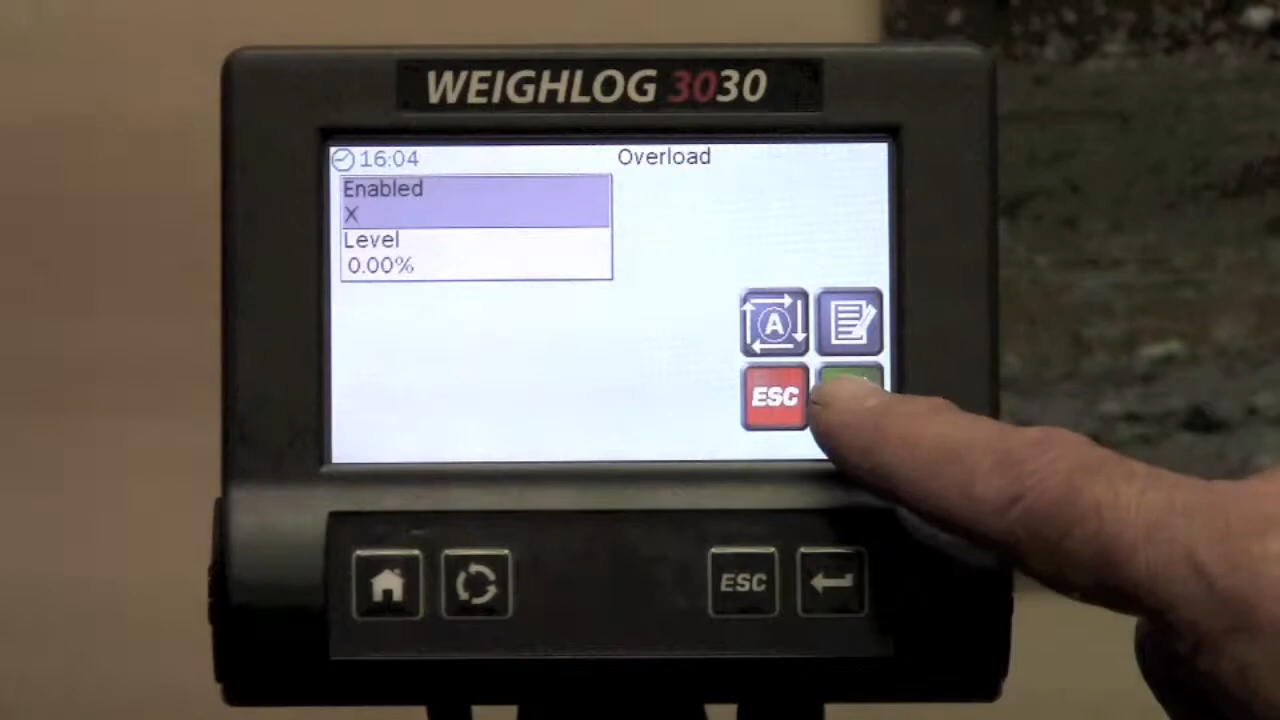 WEIGHLOG 3030
16:04 Overload
Enabled
X
Level
0.00%
A
ESC
ESC